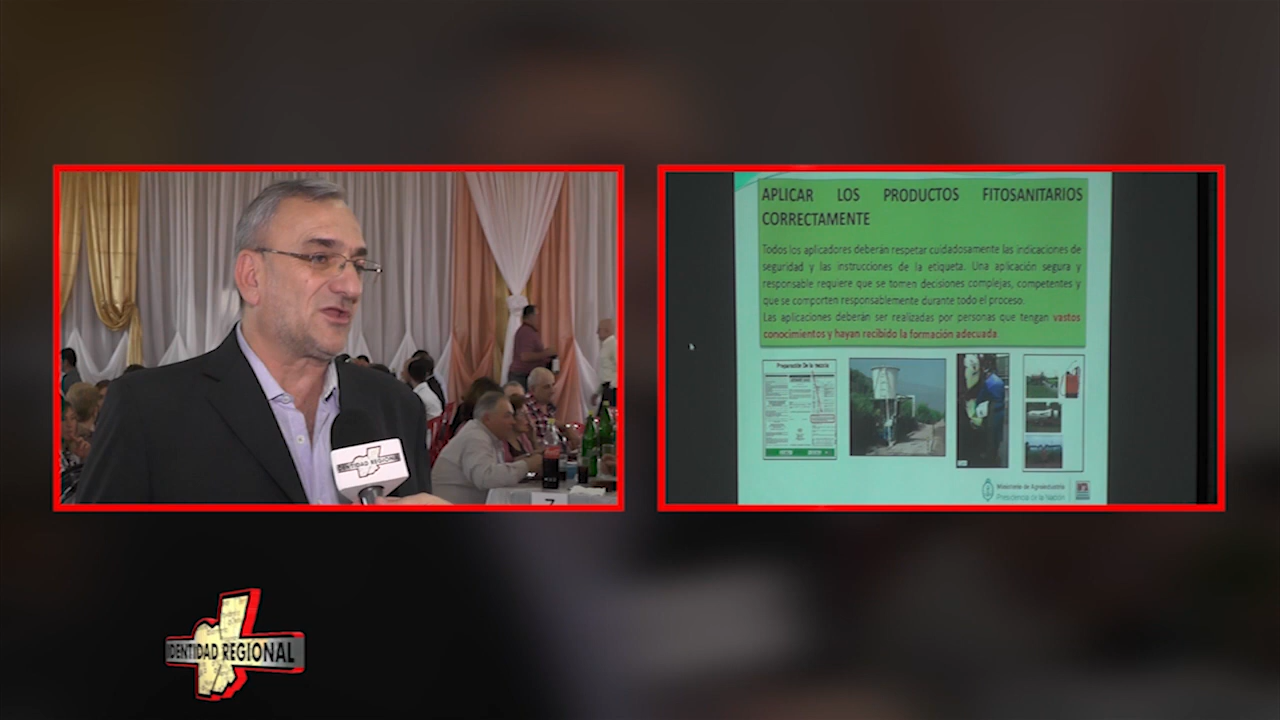 IDENTIDAD REGIONAL
7
APLICAR LOS PRODUCTOS FITOSANITARIOS
CORRECTAMENTE
Todos los aplicadores deberán respetar cuidadosamente las indicaciones de
seguridad y las instrucciones de la etiqueta. Una aplicación segura y
responsable requiere que se tomen decisiones complejas, competentes y
que se comporten responsablemente durante todo el proceso.
Las aplicaciones deberán ser realizadas por personas que tengan vastos
conocimientos y hayan recibido la formación adecuada.
Ministerio de Agroindustria
Presidencia de la Nación
IDENTIDAD REGIONAL